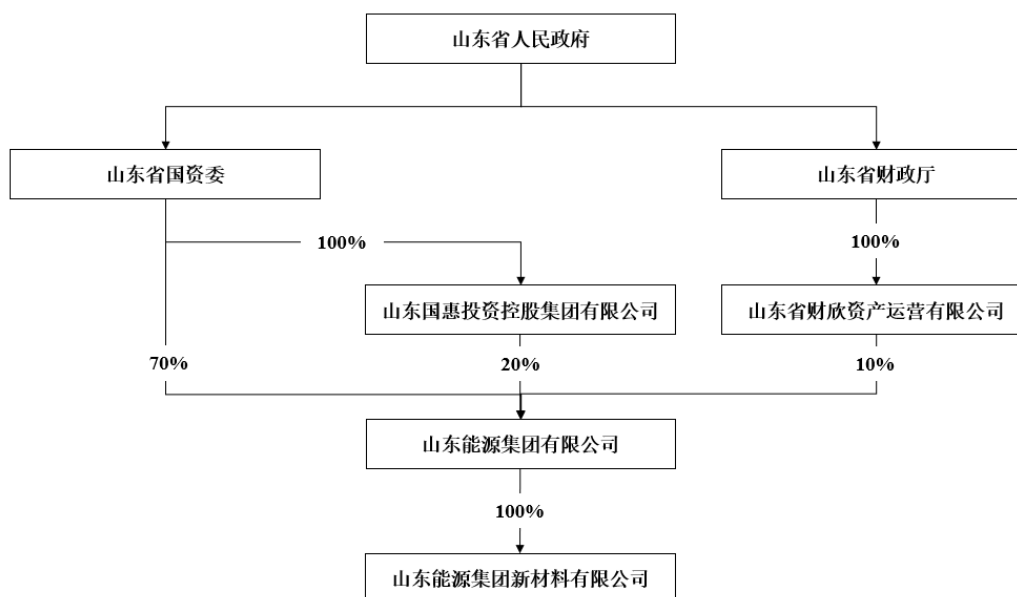 山东省人民政府
山东省国资委
山东省财政厅
100%
100%
山东国惠投资控股集团有限公司
山东省财欣资产运营有限公司
70%
20%
10%
山东能源集团有限公司
100%
山东能源集团新材料有限公司